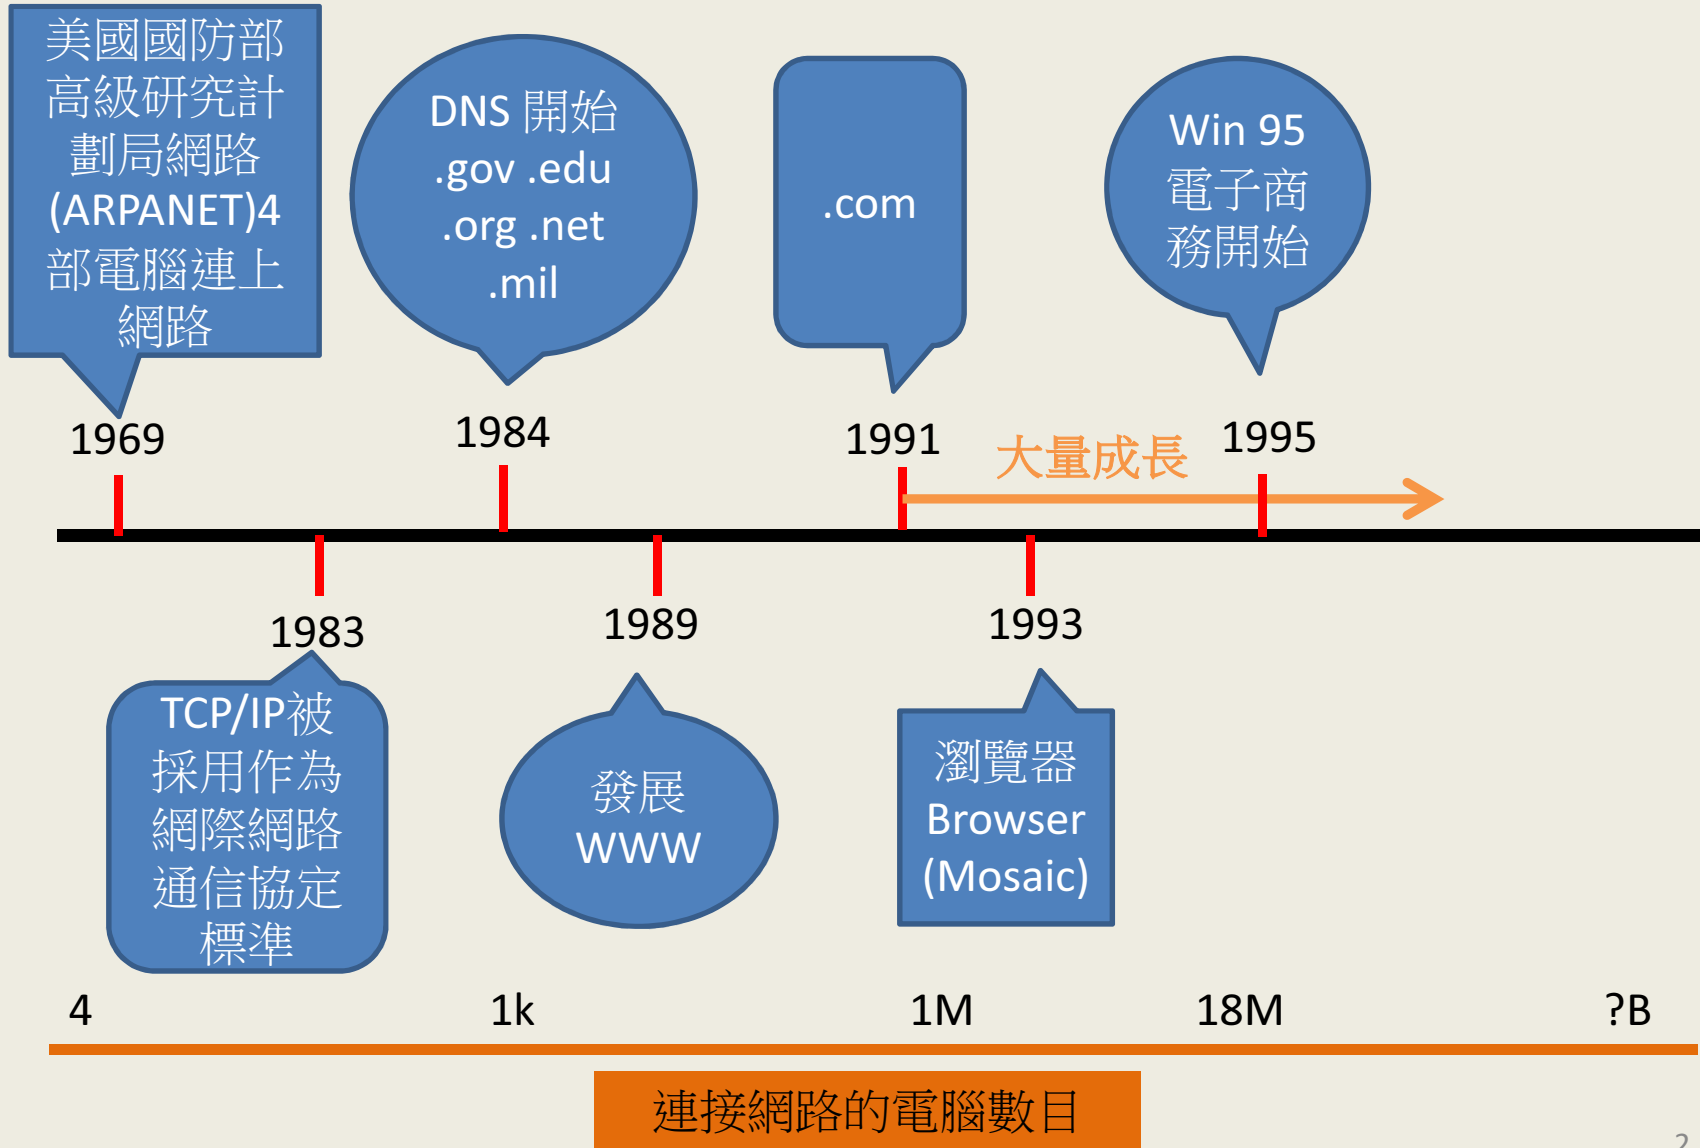 美國國防部
高級研究計
劃局網路
(ARPANET)4
部電腦連上
網路
DNS 開始
.gov .edu
.org .net
.mil
.com
Win 95
電子商
務開始
1969
1984
1991
大量成長
1995
1983
1989
1993
TCP/IP被
採用作為
網際網路
通信協定
標準
發展
WWW
瀏覽器
Browser
(Mosaic)
4
1k
1M
18M
?B
連接網路的電腦數目
2